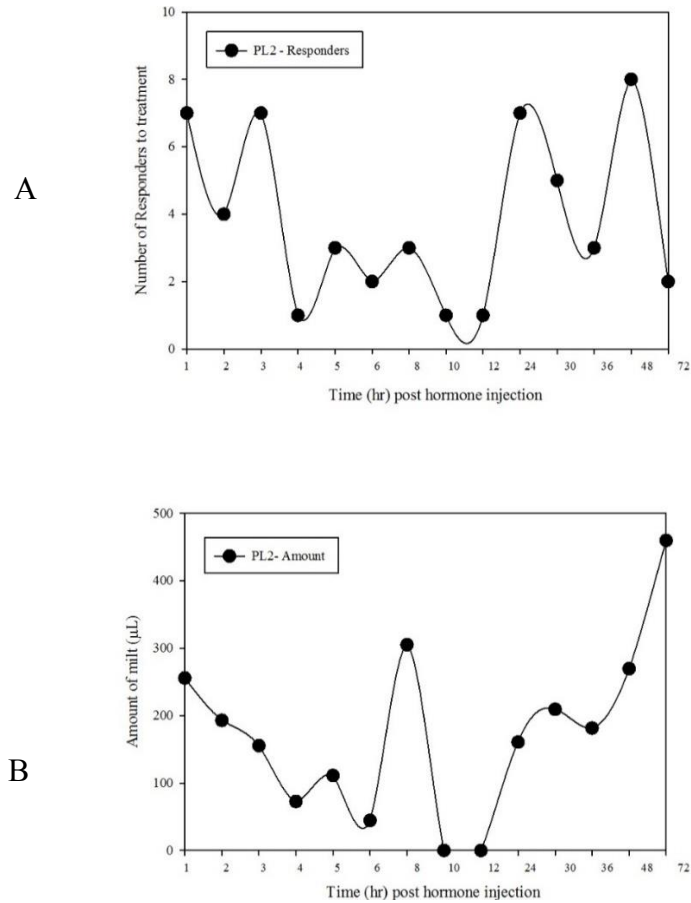 A
10
8
6
4
2
0
Number of Responders to treatment
PL2 - Responders
1 2 3 4 5 6 8 10 12 24 30 36 48 72
Time (hr) post hormone injection
B
500
400
300
200
100
0
Amount of milt (µL)
PL2- Amount
1 2 3 4 5 6 8 10 12 24 30 36 48 72
Time (hr) post hormone injection